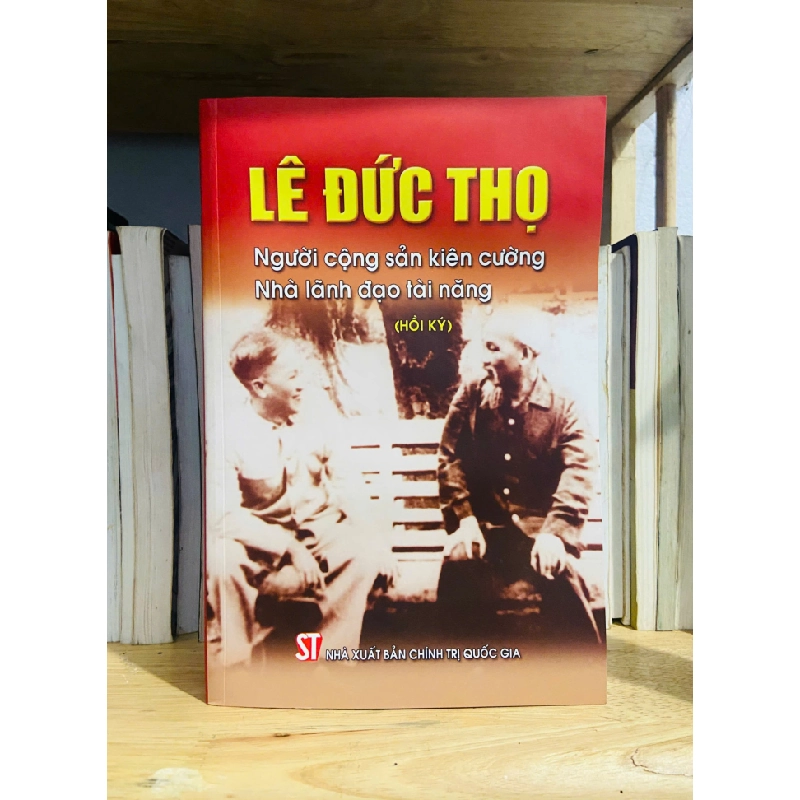 LÊ ĐỨC THỌ
Người cộng sản kiên cường
Nhà lãnh đạo tài năng
(HỒI KÝ)
ST NHÀ XUẤT BẢN CHÍNH TRỊ QUỐC GIA